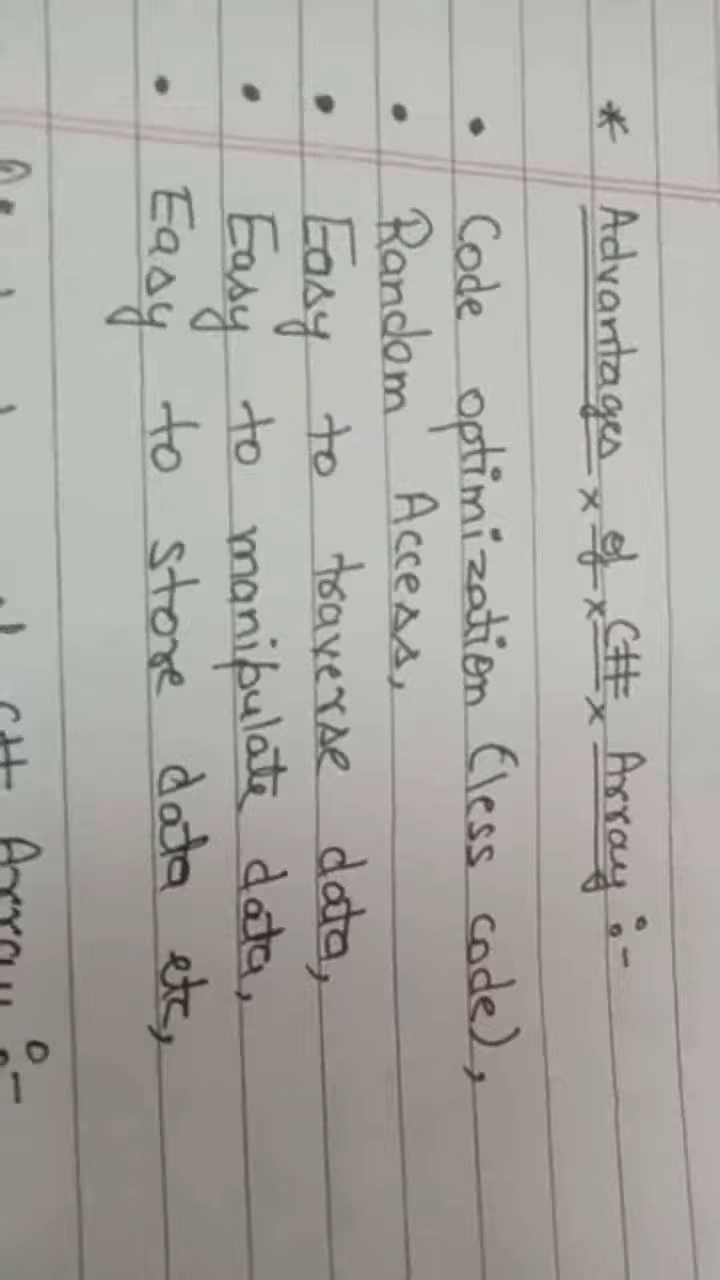 * Advantages of C# Array :-
• Code optimization (less code),
• Random Access,
• Easy to traverse data,
• Easy to manipulate data,
• Easy to store data etc,
C# Array :-